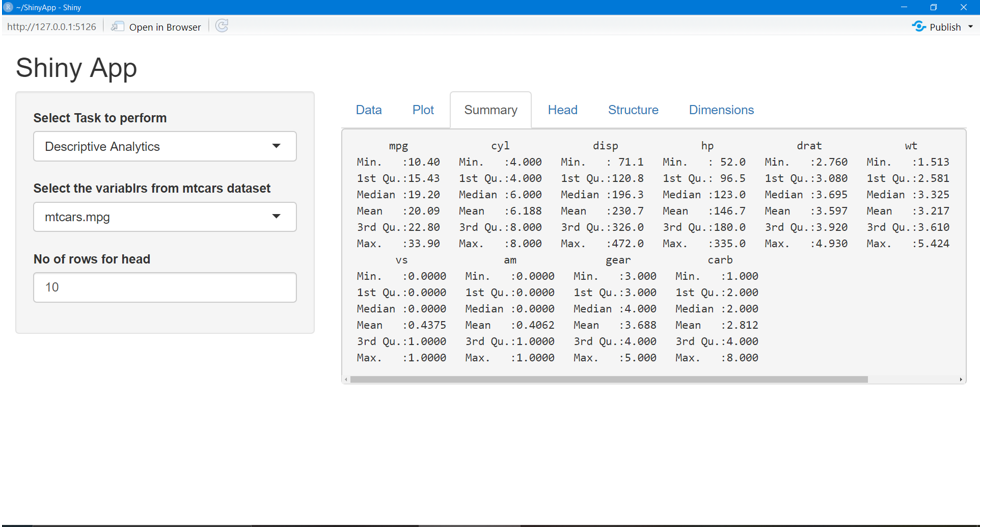 ~/ShinyApp - Shiny
http://127.0.0.1:5126 Open in Browser Publish
Shiny App
Select Task to perform
Descriptive Analytics
Select the variablrs from mtcars dataset
mtcars.mpg
No of rows for head
10
Data Plot Summary Head Structure Dimensions
mpg cyl disp hp drat wt
Min. :10.40 Min. :4.000 Min. : 71.1 Min. : 52.0 Min. :2.760 Min. :1.513
1st Qu.:15.43 1st Qu.:4.000 1st Qu.:120.8 1st Qu.: 96.5 1st Qu.:3.080 1st Qu.:2.581
Median :19.20 Median :6.000 Median :196.3 Median :123.0 Median :3.695 Median :3.325
Mean :20.09 Mean :6.188 Mean :230.7 Mean :146.7 Mean :3.597 Mean :3.217
3rd Qu.:22.80 3rd Qu.:8.000 3rd Qu.:326.0 3rd Qu.:180.0 3rd Qu.:3.920 3rd Qu.:3.610
Max. :33.90 Max. :8.000 Max. :472.0 Max. :335.0 Max. :4.930 Max. :5.424
vs am gear carb
Min. :0.0000 Min. :0.0000 Min. :3.000 Min. :1.000
1st Qu.:0.0000 1st Qu.:0.0000 1st Qu.:3.000 1st Qu.:2.000
Median :0.0000 Median :0.0000 Median :4.000 Median :2.000
Mean :0.4375 Mean :0.4062 Mean :3.688 Mean :2.812
3rd Qu.:1.0000 3rd Qu.:1.0000 3rd Qu.:4.000 3rd Qu.:4.000
Max. :1.0000 Max. :1.0000 Max. :5.000 Max. :8.000